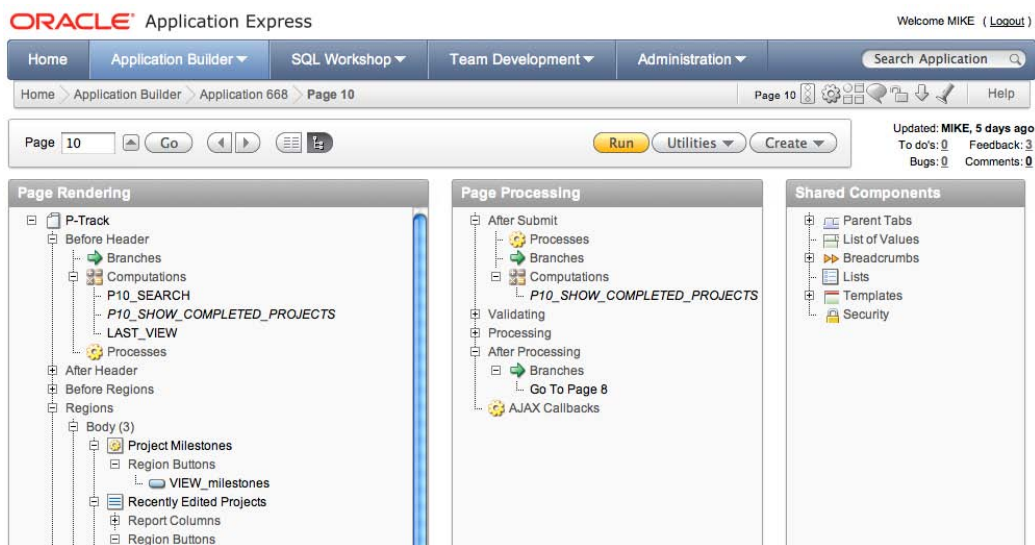 ORACLE Application Express
Welcome MIKE ( Logout )
Home Application Builder SQL Workshop Team Development Administration Search Application
Home Application Builder Application 668 Page 10 Page 10 Help
Page 10 Go Run Utilities Create
Updated: MIKE, 5 days ago
To do's: 0 Feedback: 3
Bugs: 0 Comments: 0
Page Rendering
P-Track
Before Header
Branches
Computations
P10_SEARCH
P10_SHOW_COMPLETED_PROJECTS
LAST_VIEW
Processes
After Header
Before Regions
Regions
Body (3)
Project Milestones
Region Buttons
VIEW_milestones
Recently Edited Projects
Report Columns
Region Buttons
Page Processing
After Submit
Processes
Branches
Computations
P10_SHOW_COMPLETED_PROJECTS
Validating
Processing
After Processing
Branches
Go To Page 8
AJAX Callbacks
Shared Components
Parent Tabs
List of Values
Breadcrumbs
Lists
Templates
Security